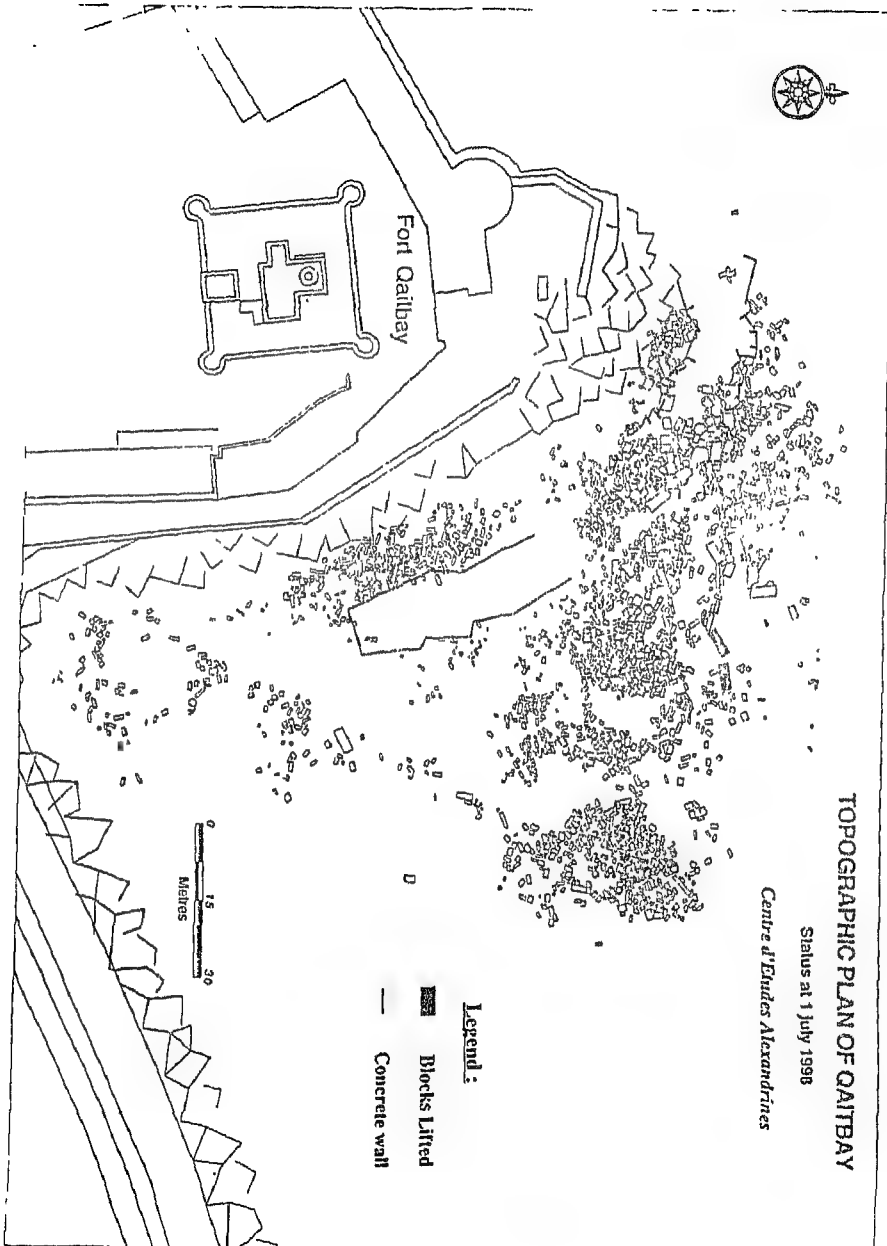 TOPOGRAPHIC PLAN OF QAITBAY
Status at 1 july 1998
Centre d'Etudes Alexandrines
Fort Qaitbay
0 15 30
Metres
Legend :
Blocks Lifted
Concrete wall